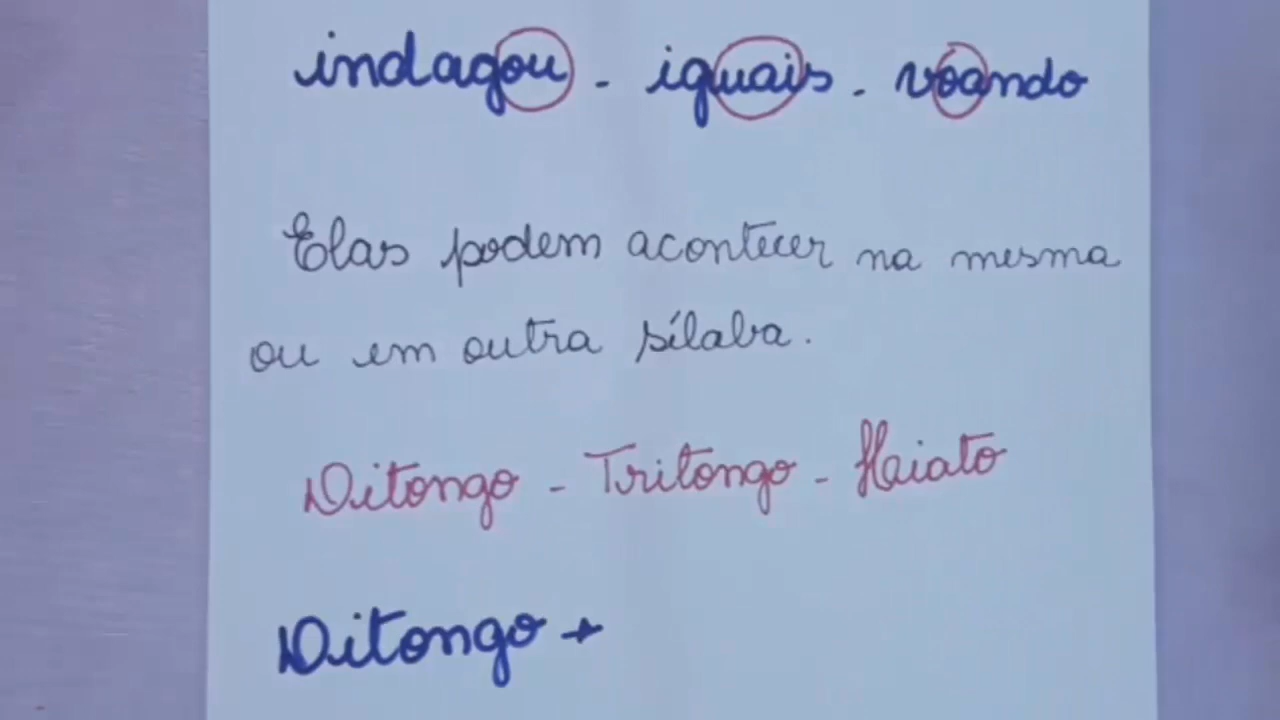 indagou - iguais - voando
Elas podem acontecer na mesma
ou em outra sílaba.
Ditongo - Tritongo - Hiato
Ditongo →